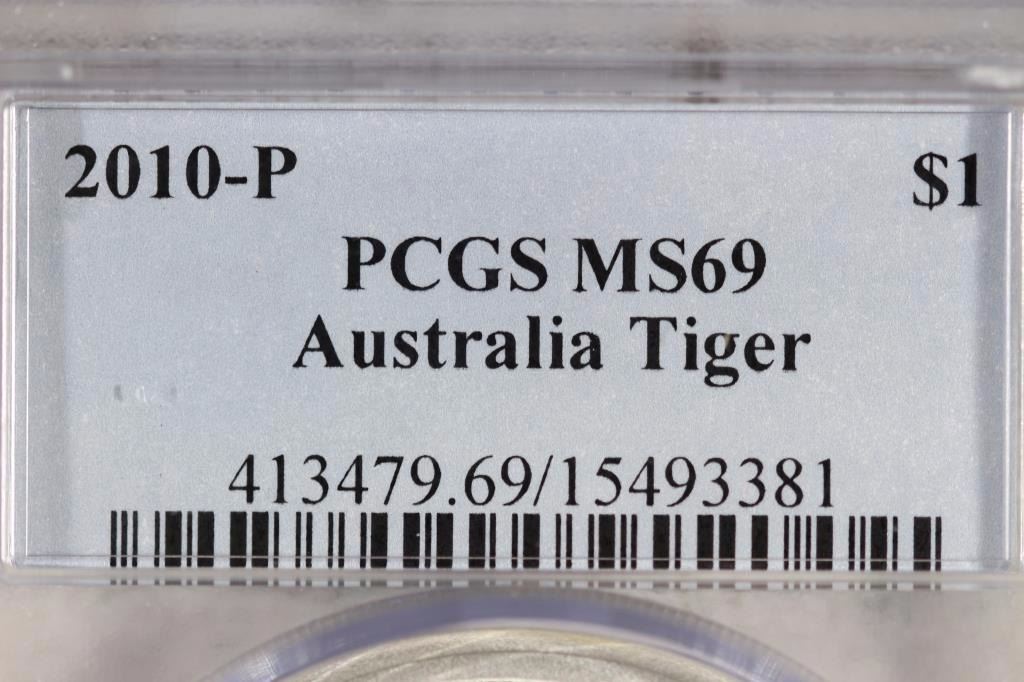 2010-P $1
PCGS MS69
Australia Tiger
413479.69/15493381